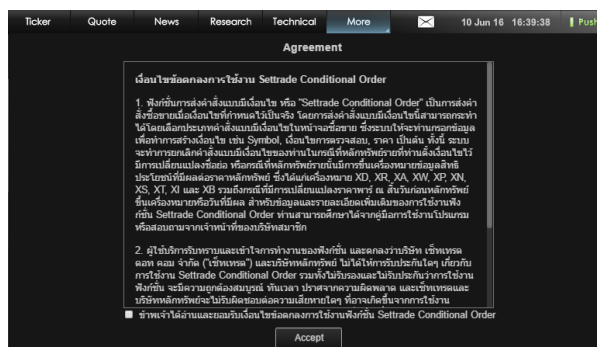 Ticker Quote News Research Technical More 10 Jun 16 16:39:38 Push
Agreement
เงื่อนไขข้อตกลงการใช้งาน Settrade Conditional Order
1. ฟังก์ชั่นการส่งคำสั่งแบบมีเงื่อนไข หรือ "Settrade Conditional Order" เป็นการส่งคำ
สั่งซื้อขายเมื่อเงื่อนไขที่กำหนดไว้เป็นจริง โดยการส่งคำสั่งแบบมีเงื่อนไขนี้สามารถกระทำ
ได้โดยเลือกประเภทคำสั่งแบบมีเงื่อนไขในหน้าจอซื้อขาย ซึ่งระบบจะให้ท่านกรอกข้อมูล
เพื่อทำการสร้างเงื่อนไข เช่น Symbol, เงื่อนไขการตรวจสอบ, ราคา เป็นต้น ทั้งนี้ ระบบ
จะทำการยกเลิกคำสั่งแบบมีเงื่อนไขของท่านในกรณีที่หลักทรัพย์รายที่ท่านตั้งเงื่อนไขไว้
มีการเปลี่ยนแปลงชื่อย่อ หรือกรณีที่หลักทรัพย์รายนั้นมีการขึ้นเครื่องหมายข้อมูลสิทธิ
ประโยชน์ที่มีผลต่อราคาหลักทรัพย์ ซึ่งได้แก่เครื่องหมาย XD, XR, XA, XW, XP, XN,
XS, XT, XI และ XB รวมถึงกรณีที่มีการเปลี่ยนแปลงราคาพาร์ ณ สิ้นวันก่อนหลักทรัพย์
ขึ้นเครื่องหมายหรือวันที่มีผล สำหรับข้อมูลและรายละเอียดเพิ่มเติมของการใช้งานฟัง
ก์ชั่น Settrade Conditional Order ท่านสามารถศึกษาได้จากคู่มือการใช้งานโปรแกรม
หรือสอบถามจากเจ้าหน้าที่ของบริษัทสมาชิก
2. ผู้ใช้บริการรับทราบและเข้าใจการทำงานของฟังก์ชั่น และตกลงว่าบริษัท เซ็ทเทรด
ดอท คอม จำกัด ("เซ็ทเทรด") และบริษัทหลักทรัพย์ ไม่ได้ให้การรับประกันใดๆ เกี่ยวกับ
การใช้งาน Settrade Conditional Order รวมทั้งไม่รับรองและไม่รับประกันว่าการใช้งาน
ฟังก์ชั่น จะมีความถูกต้องสมบูรณ์ ทันเวลา ปราศจากความผิดพลาด และเซ็ทเทรดและ
บริษัทหลักทรัพย์จะไม่รับผิดชอบต่อความเสียหายใดๆ ที่อาจเกิดขึ้นจากการใช้งาน
ข้าพเจ้าได้อ่านและยอมรับเงื่อนไขข้อตกลงการใช้งานฟังก์ชั่น Settrade Conditional Order
Accept